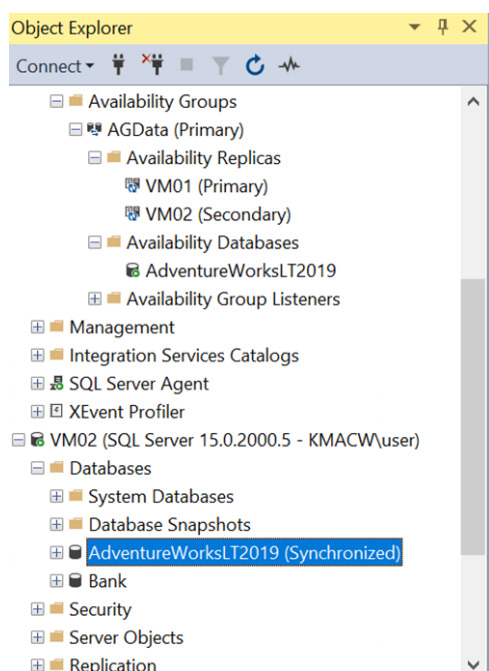 Object Explorer
Connect
Availability Groups
AGData (Primary)
Availability Replicas
VM01 (Primary)
VM02 (Secondary)
Availability Databases
AdventureWorksLT2019
Availability Group Listeners
Management
Integration Services Catalogs
SQL Server Agent
XEvent Profiler
VM02 (SQL Server 15.0.2000.5 - KMACW\user)
Databases
System Databases
Database Snapshots
AdventureWorksLT2019 (Synchronized)
Bank
Security
Server Objects
Replication